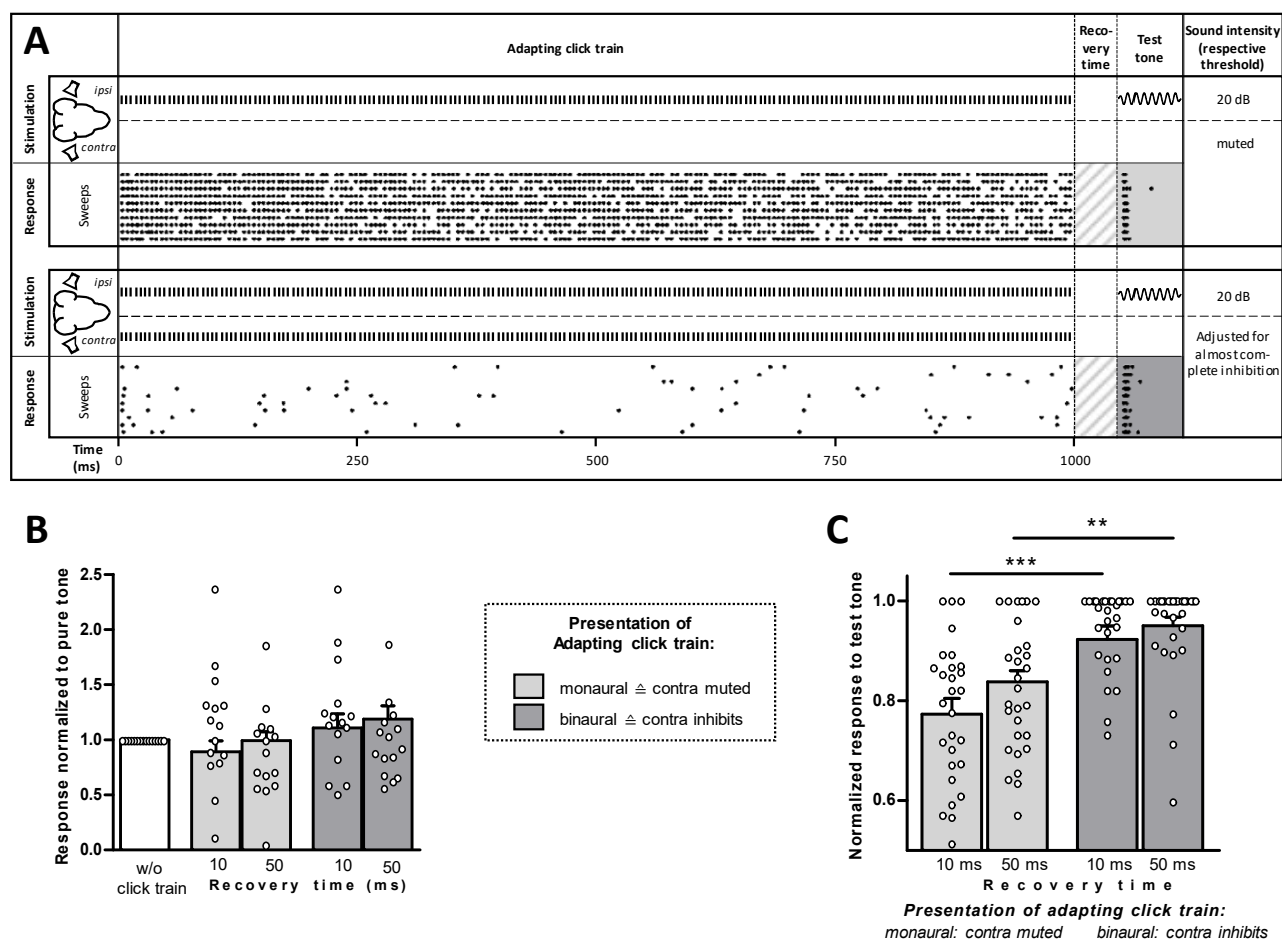 A
Adapting click train
Reco-
very
time
Test
tone
Sound intensity
(respective
threshold)
Stimulation
ipsi
contra
20 dB
muted
Response
Sweeps
Stimulation
ipsi
contra
20 dB
Adjusted for
almost com-
plete inhibition
Response
Sweeps
Time
(ms)
0
250
500
750
1000
B
Response normalized to pure tone
2.5
2.0
1.5
1.0
0.5
0.0
w/o
click train
10
50
10
50
Recovery time (ms)
Presentation of
Adapting click train:
monaural ≙ contra muted
binaural ≙ contra inhibits
C
**
***
Normalized response to test tone
1.0
0.8
0.6
10 ms
50 ms
10 ms
50 ms
Recovery time
Presentation of adapting click train:
monaural: contra muted
binaural: contra inhibits